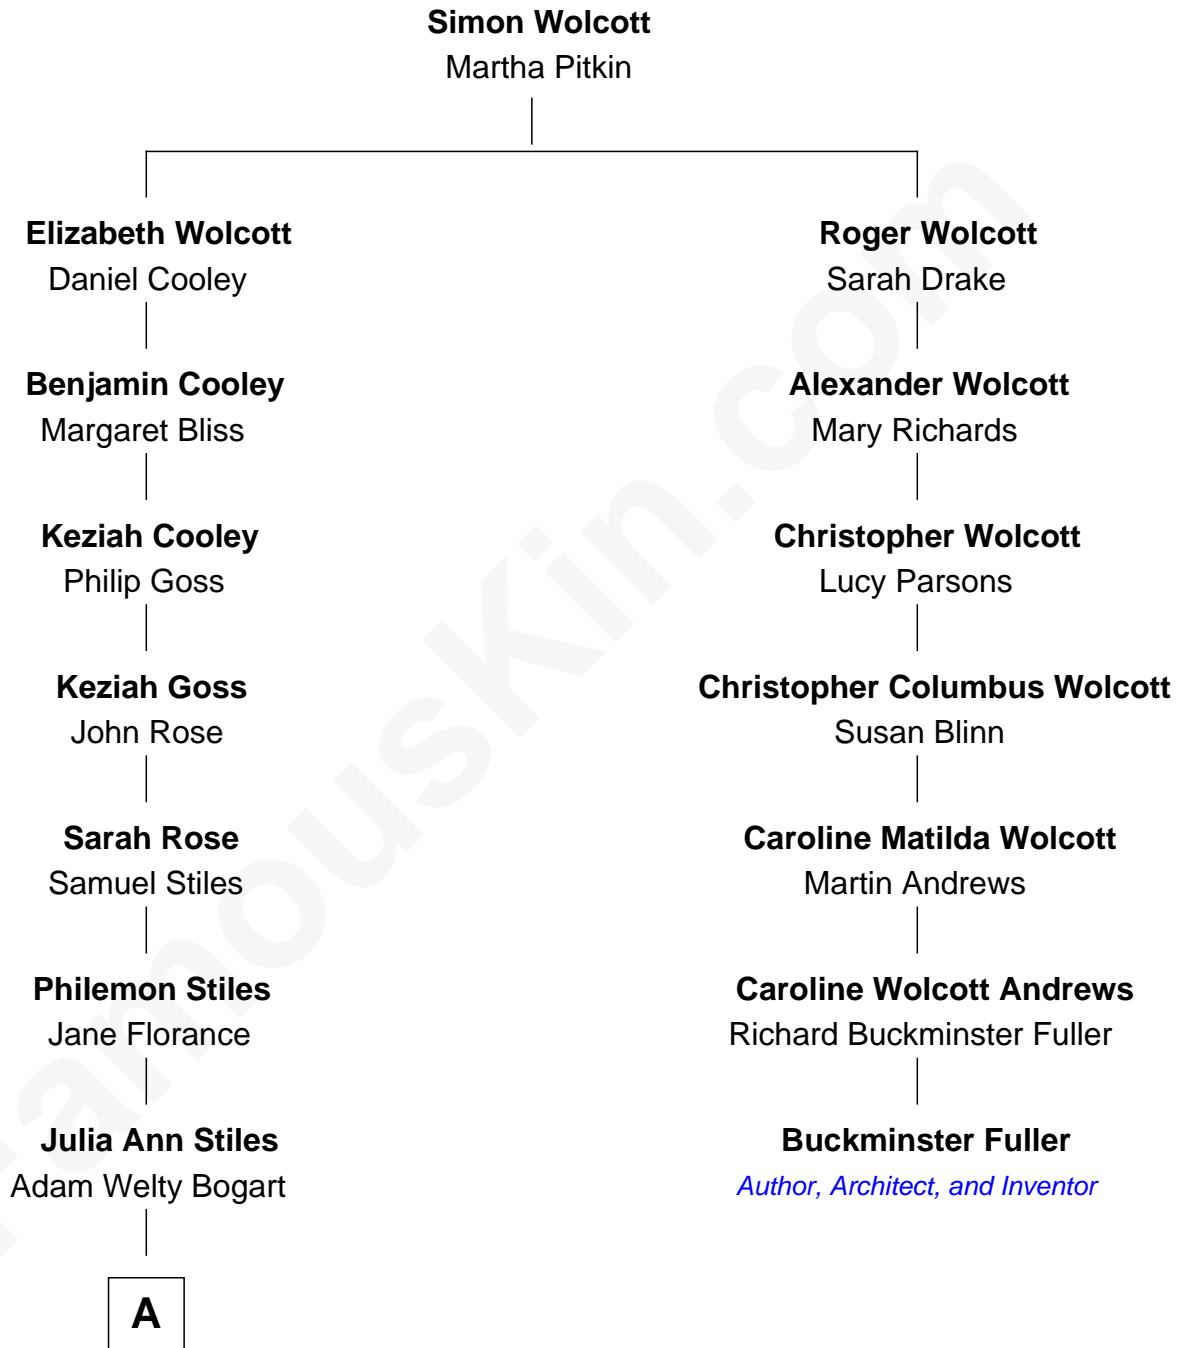 Simon Wolcott
Martha Pitkin
Elizabeth Wolcott
Daniel Cooley
Roger Wolcott
Sarah Drake
Benjamin Cooley
Margaret Bliss
Alexander Wolcott
Mary Richards
Keziah Cooley
Philip Goss
Christopher Wolcott
Lucy Parsons
Keziah Goss
John Rose
Christopher Columbus Wolcott
Susan Blinn
Sarah Rose
Samuel Stiles
Caroline Matilda Wolcott
Martin Andrews
Philemon Stiles
Jane Florance
Caroline Wolcott Andrews
Richard Buckminster Fuller
Julia Ann Stiles
Adam Welty Bogart
Buckminster Fuller
Author, Architect, and Inventor
A
FamousKin.com